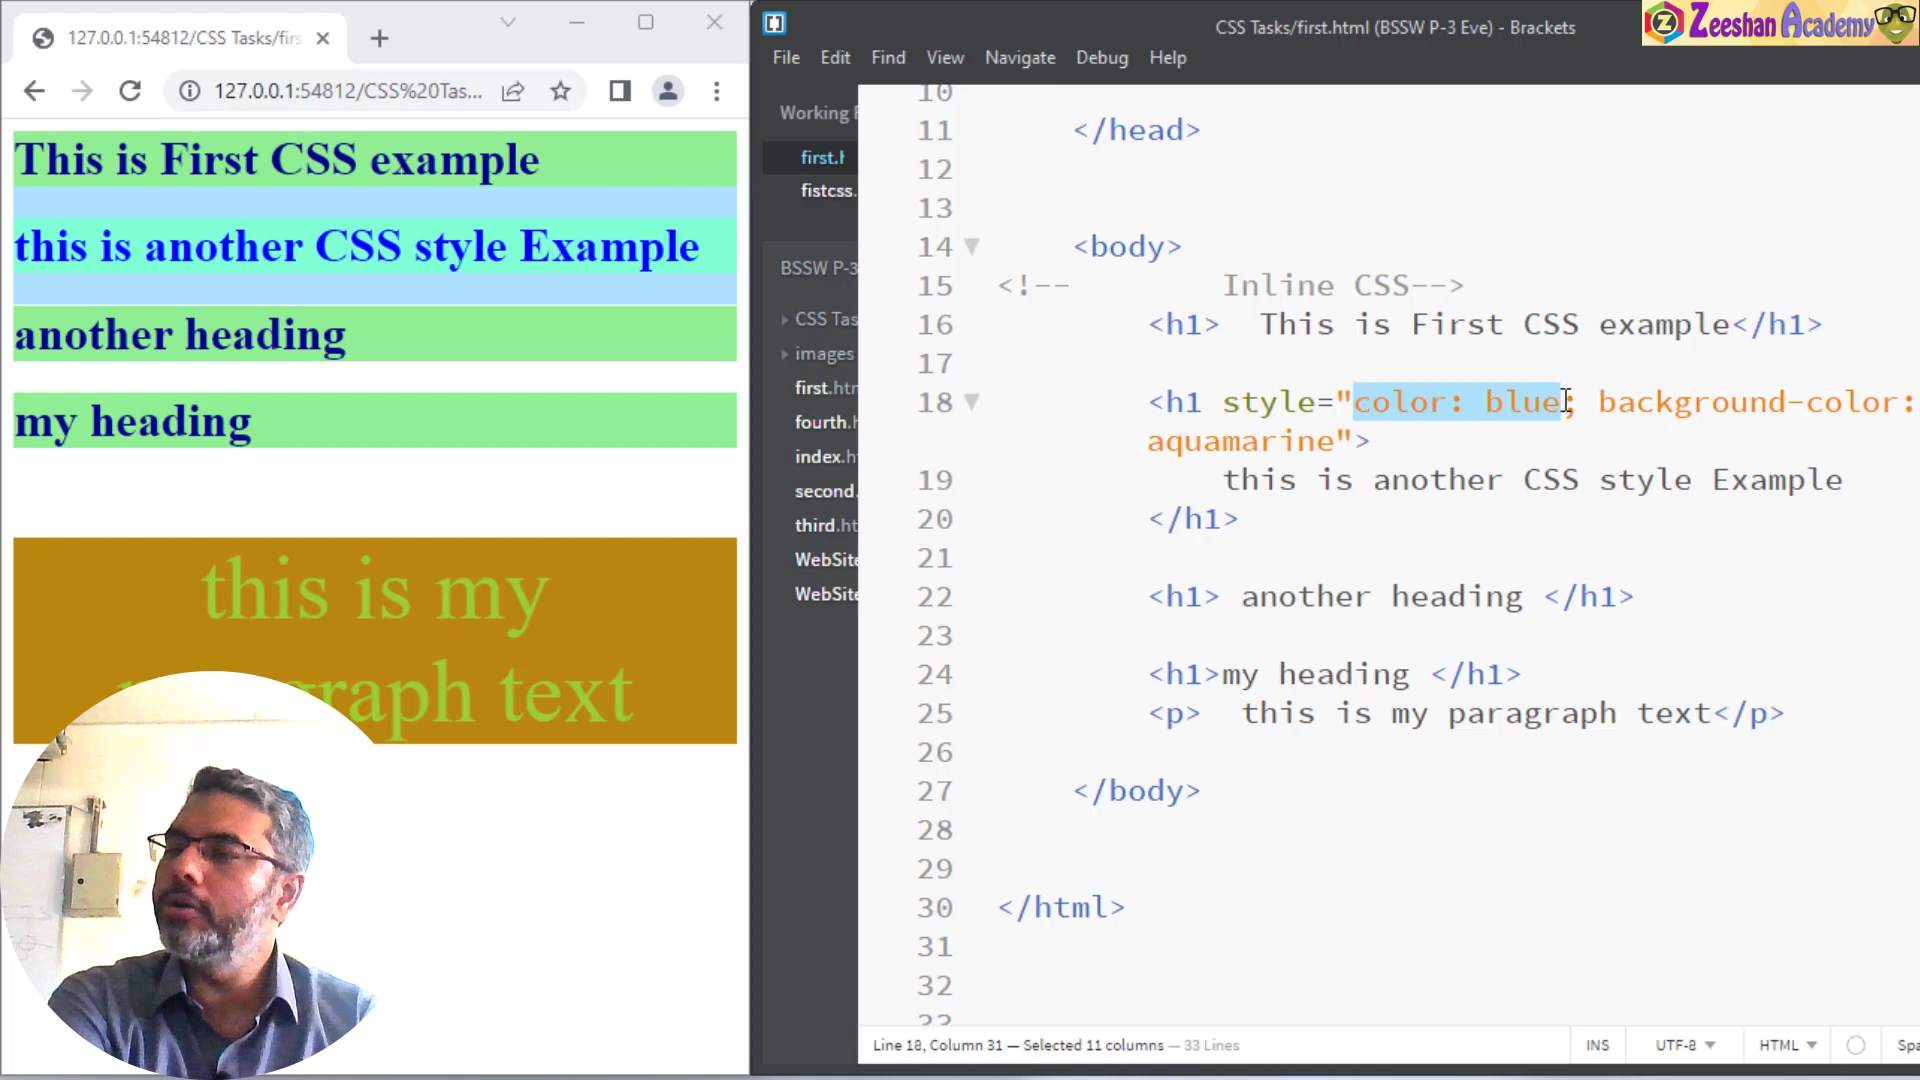 127.0.0.1:54812/CSS Tasks/firs
127.0.0.1:54812/CSS%20Tas...
This is First CSS example
this is another CSS style Example
another heading
my heading
this is my
graph text
CSS Tasks/first.html (BSSW P-3 Eve) - Brackets
Zeeshan Academy
File Edit Find View Navigate Debug Help
Working F
first.h
fistcss.
BSSW P-3
CSS Tas
images
first.htm
fourth.h
index.h
second.
third.ht
WebSite
WebSite
10
11 </head>
12
13
14 <body>
15 <!-- Inline CSS-->
16 <h1> This is First CSS example</h1>
17
18 <h1 style="color: blue; background-color:
aquamarine">
19 this is another CSS style Example
20 </h1>
21
22 <h1> another heading </h1>
23
24 <h1>my heading </h1>
25 <p> this is my paragraph text</p>
26
27 </body>
28
29
30 </html>
31
32
33
Line 18, Column 31 — Selected 11 columns — 33 Lines
INS UTF-8 HTML Spa